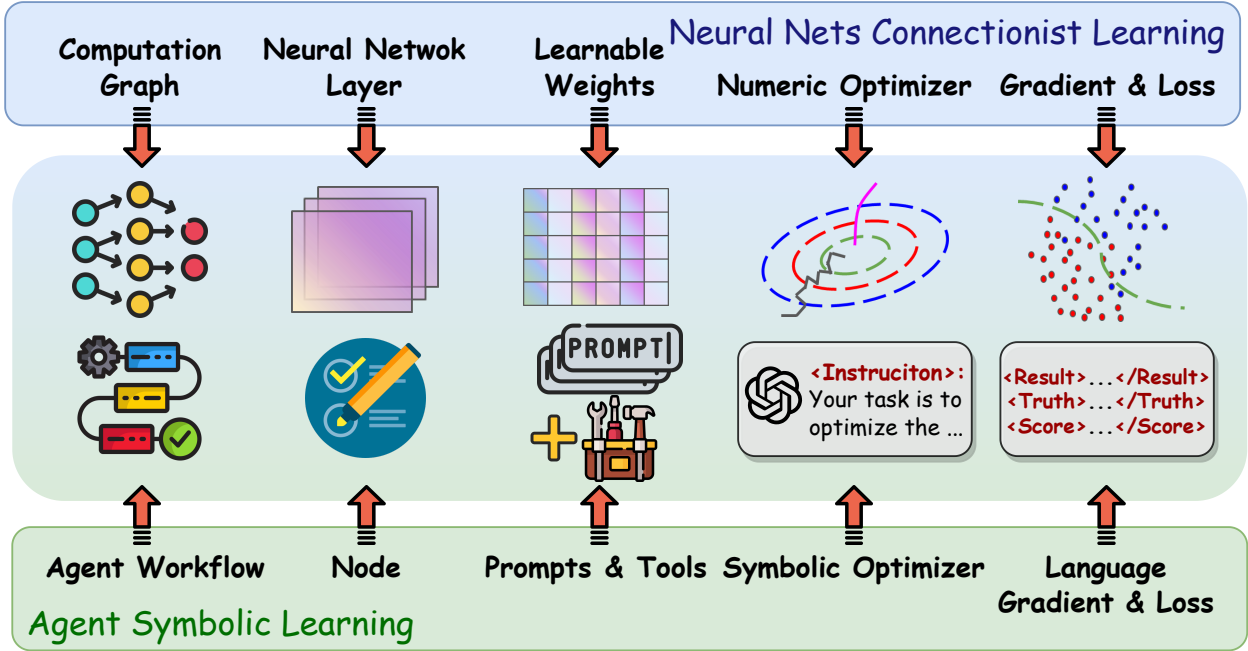 Neural Nets Connectionist Learning
Computation
Graph
Neural Netwok
Layer
Learnable
Weights
Numeric Optimizer
Gradient & Loss
PROMPT
<Instruciton>:
Your task is to
optimize the ...
<Result>...</Result>
<Truth>...</Truth>
<Score>...</Score>
Agent Workflow
Node
Prompts & Tools
Symbolic Optimizer
Language
Gradient & Loss
Agent Symbolic Learning